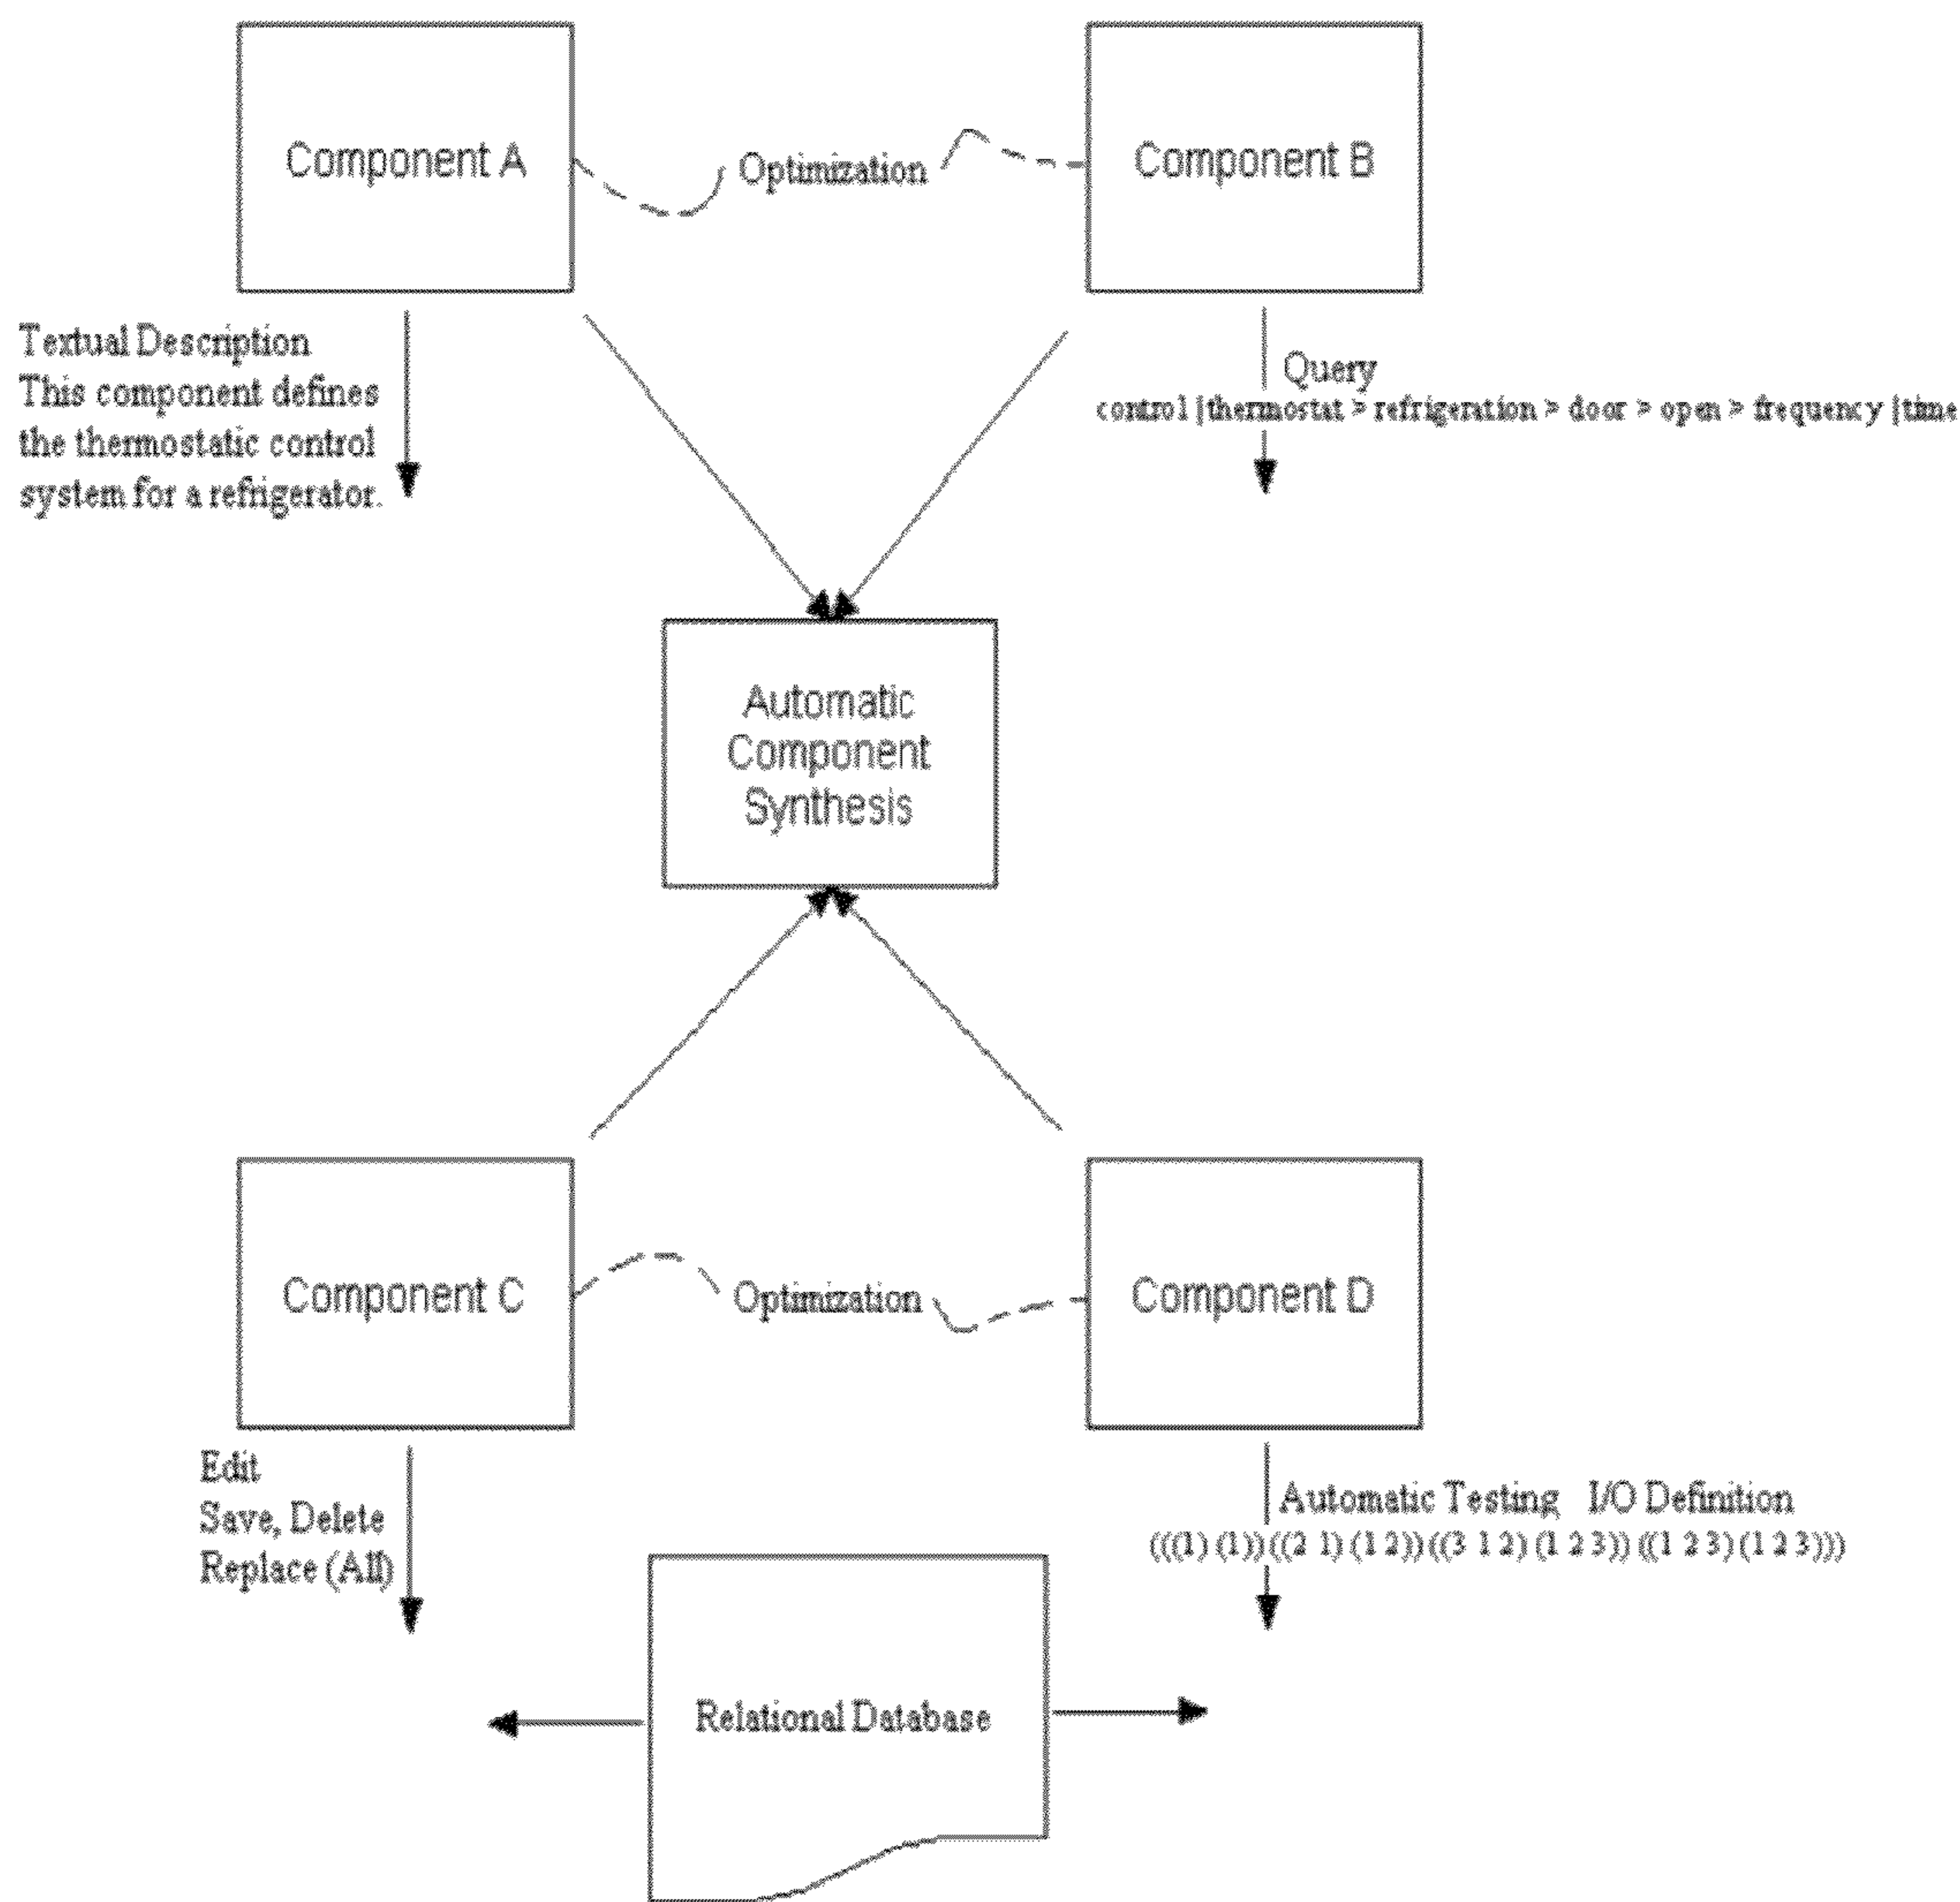 Component A
Optimization
Component B
Textual Description
This component defines
the thermostatic control
system for a refrigerator.
Query
control |thermostat > refrigeration > door > open > frequency |time
Automatic
Component
Synthesis
Component C
Optimization
Component D
Edit
Save, Delete
Replace (All)
Automatic Testing I/O Definition
(((1) (1)) ((2 1) (1 2)) ((3 1 2) (1 2 3)) ((1 2 3) (1 2 3)))
Relational Database